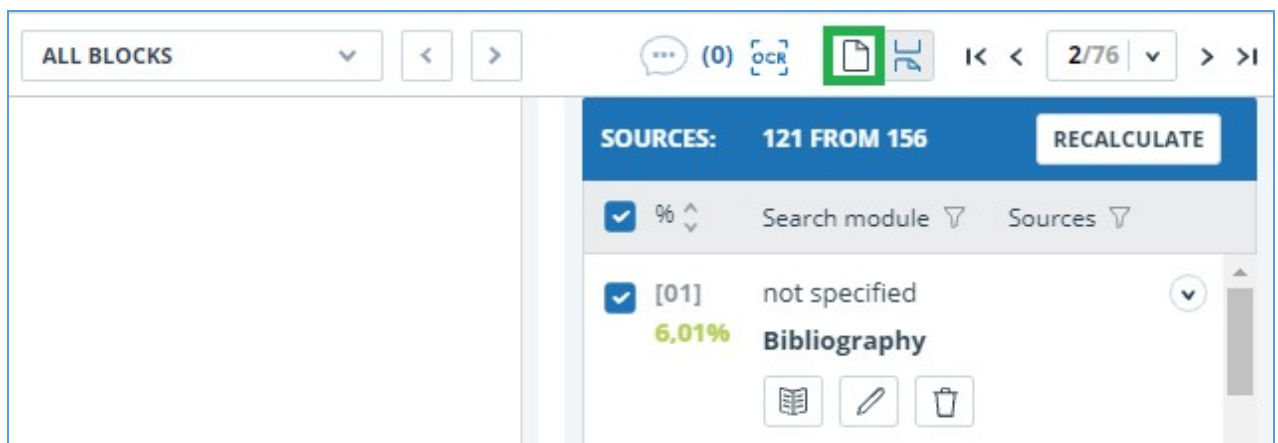 ALL BLOCKS (0) OCR 2/76
SOURCES: 121 FROM 156 RECALCULATE
% Search module Sources
[01] not specified
6,01% Bibliography